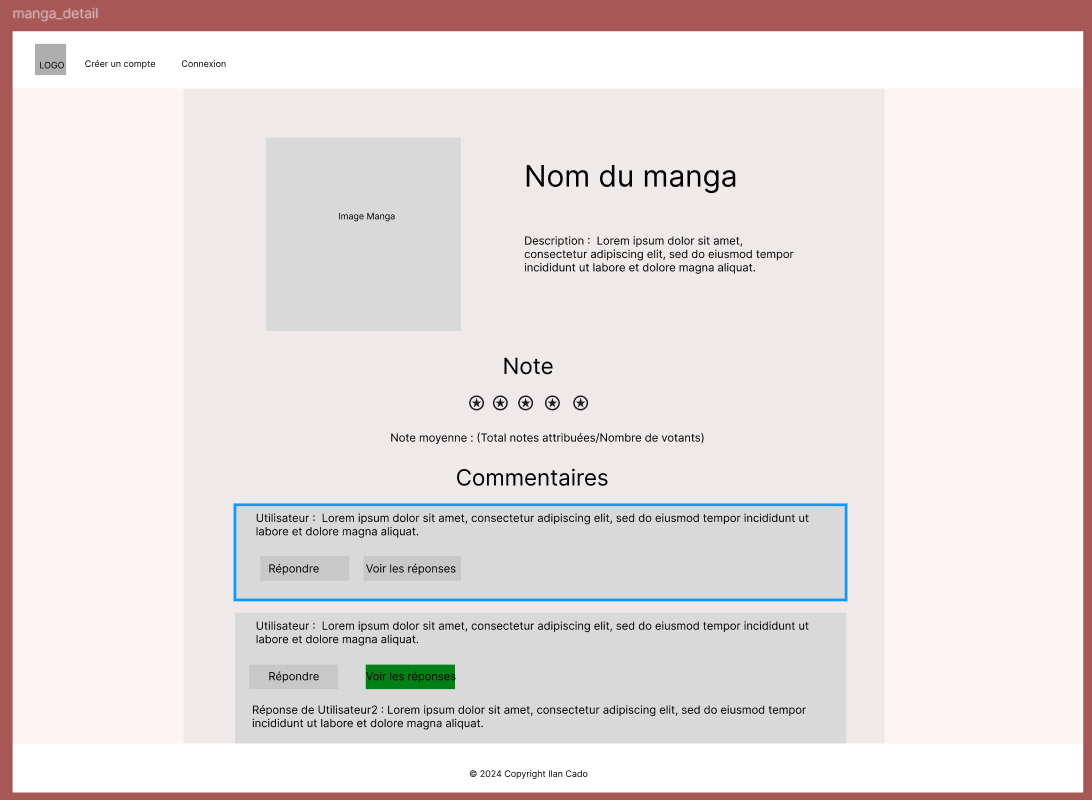 manga_detail
LOGO
Créer un compte
Connexion
Image Manga
Nom du manga
Description :  Lorem ipsum dolor sit amet,
consectetur adipiscing elit, sed do eiusmod tempor
incididunt ut labore et dolore magna aliquat.
Note
Note moyenne : (Total notes attribuées/Nombre de votants)
Commentaires
Utilisateur :  Lorem ipsum dolor sit amet, consectetur adipiscing elit, sed do eiusmod tempor incididunt ut
labore et dolore magna aliquat.
Répondre
Voir les réponses
Utilisateur :  Lorem ipsum dolor sit amet, consectetur adipiscing elit, sed do eiusmod tempor incididunt ut
labore et dolore magna aliquat.
Répondre
Voir les réponses
Réponse de Utilisateur2 : Lorem ipsum dolor sit amet, consectetur adipiscing elit, sed do eiusmod tempor
incididunt ut labore et dolore magna aliquat.
© 2024 Copyright Ilan Cado